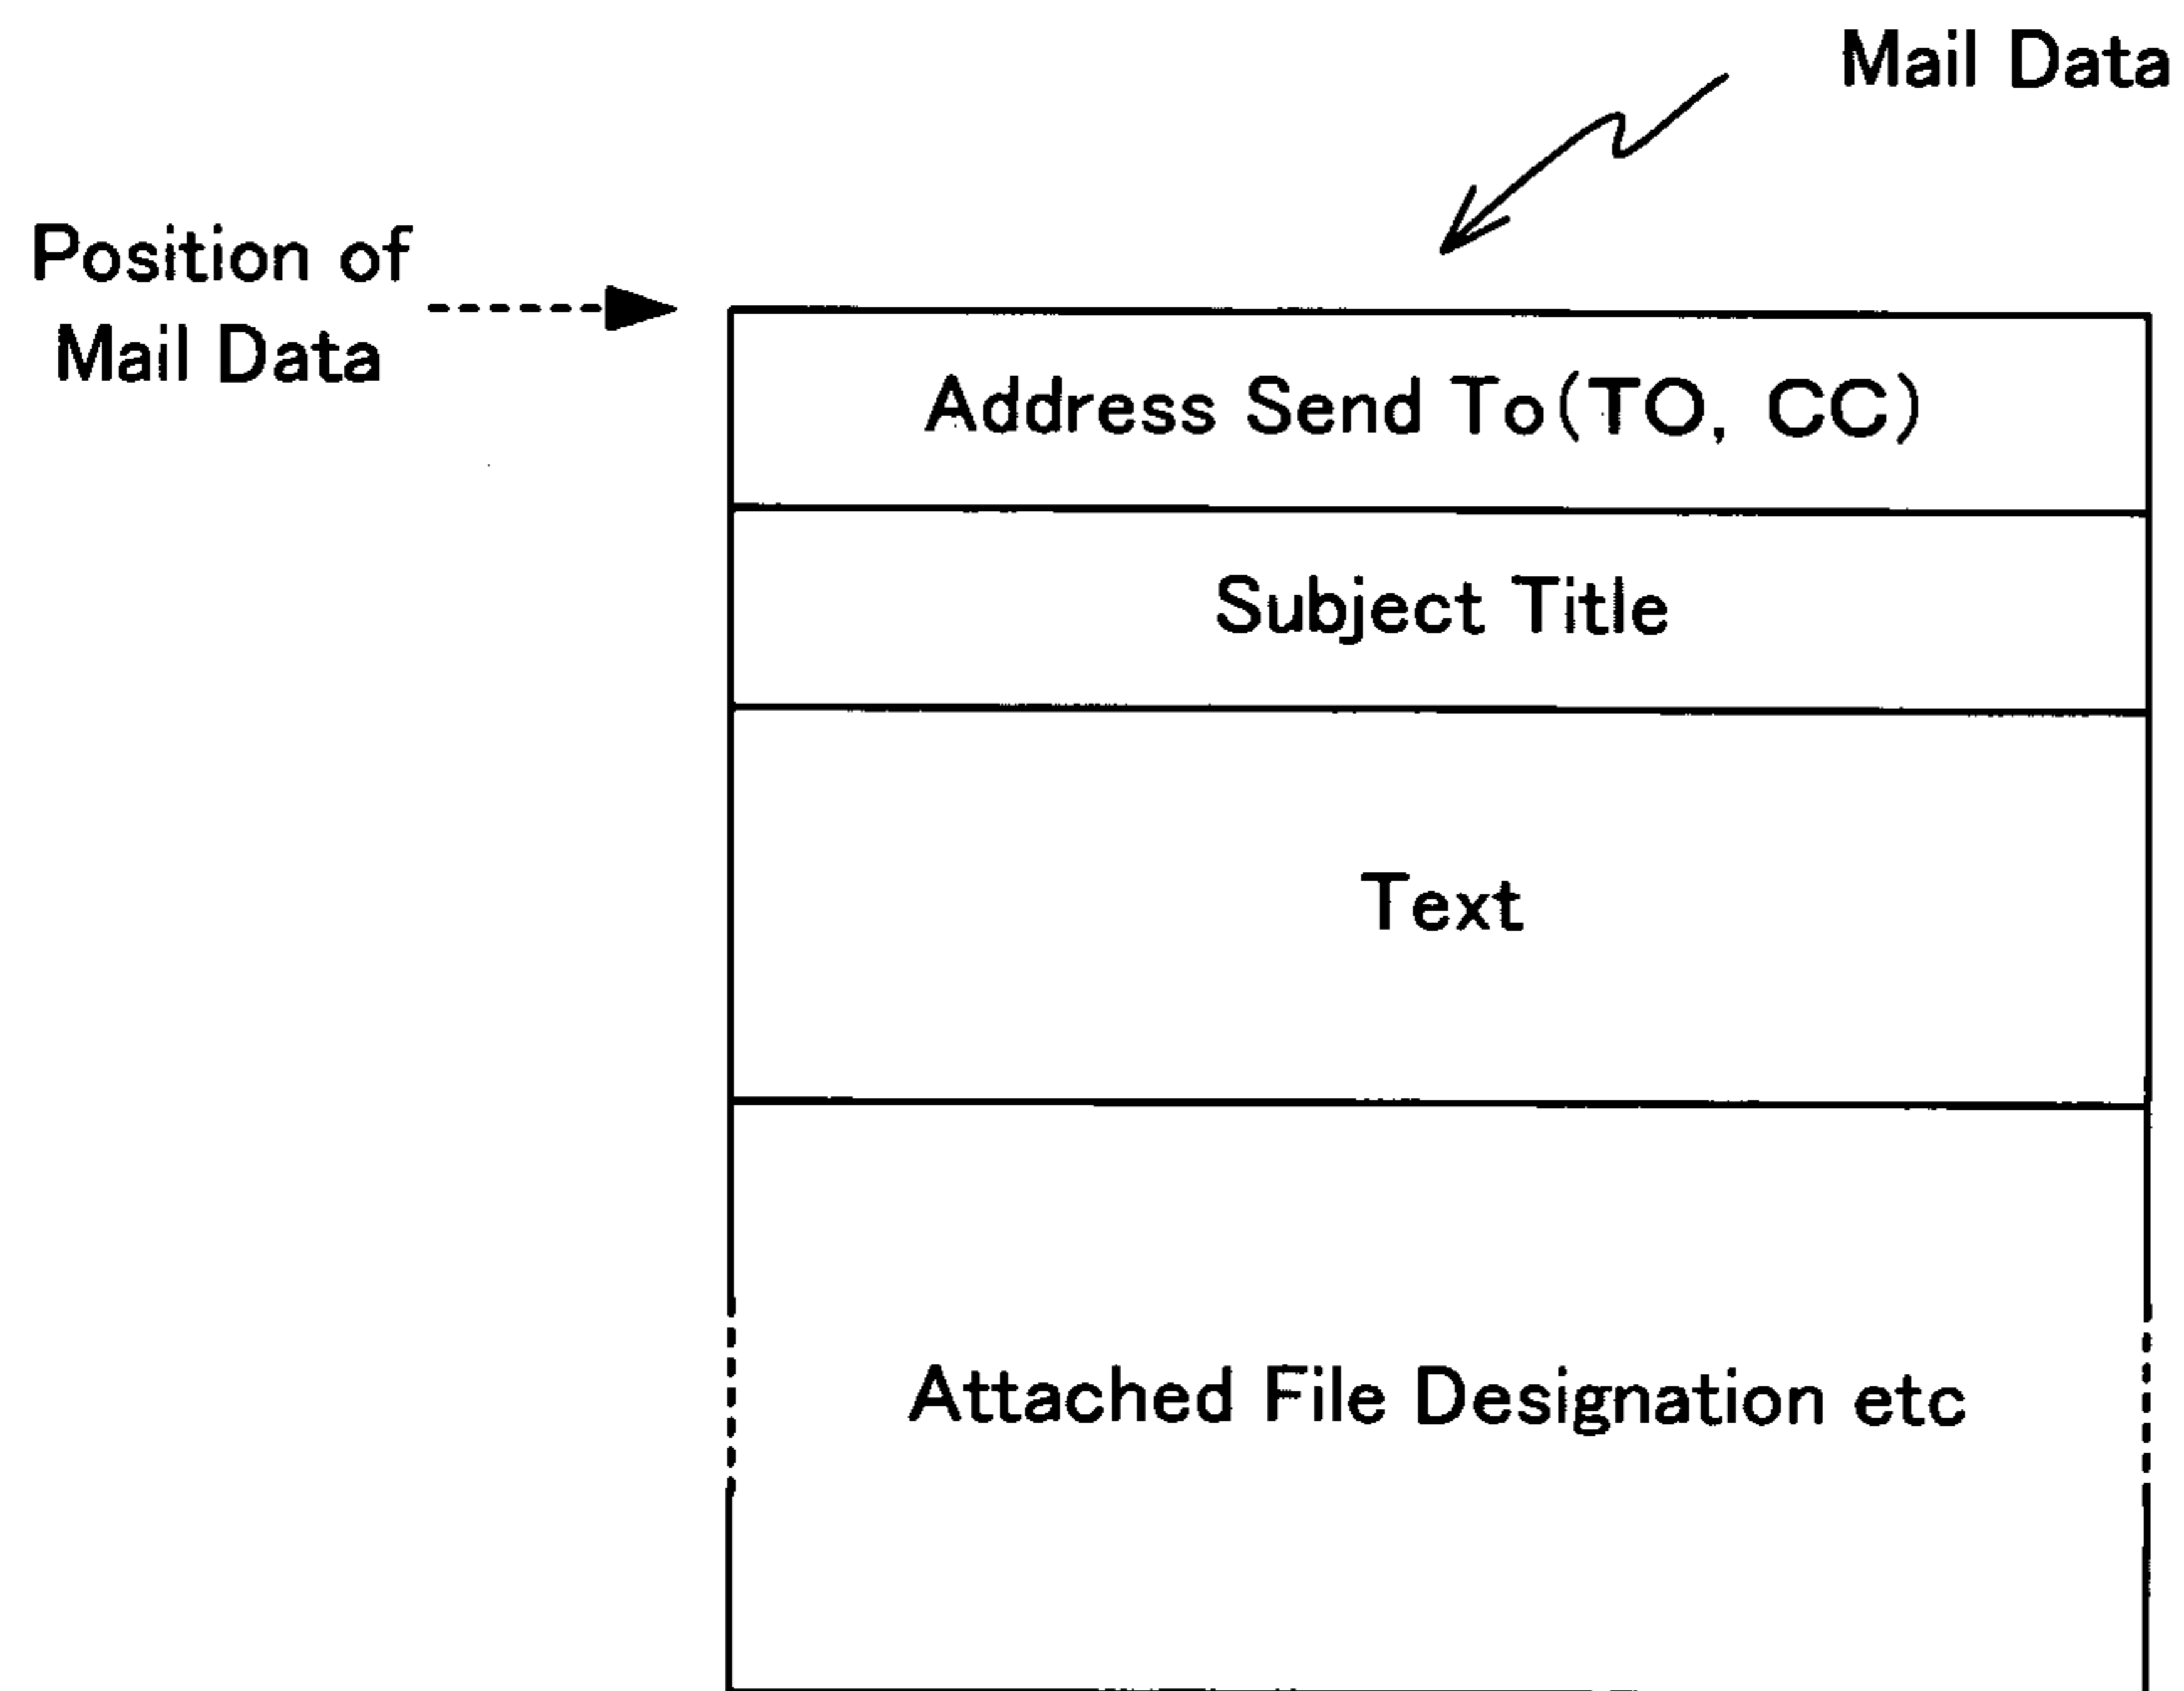 Mail Data
Position of
Mail Data
Address Send To(TO, CC)
Subject Title
Text
Attached File Designation etc